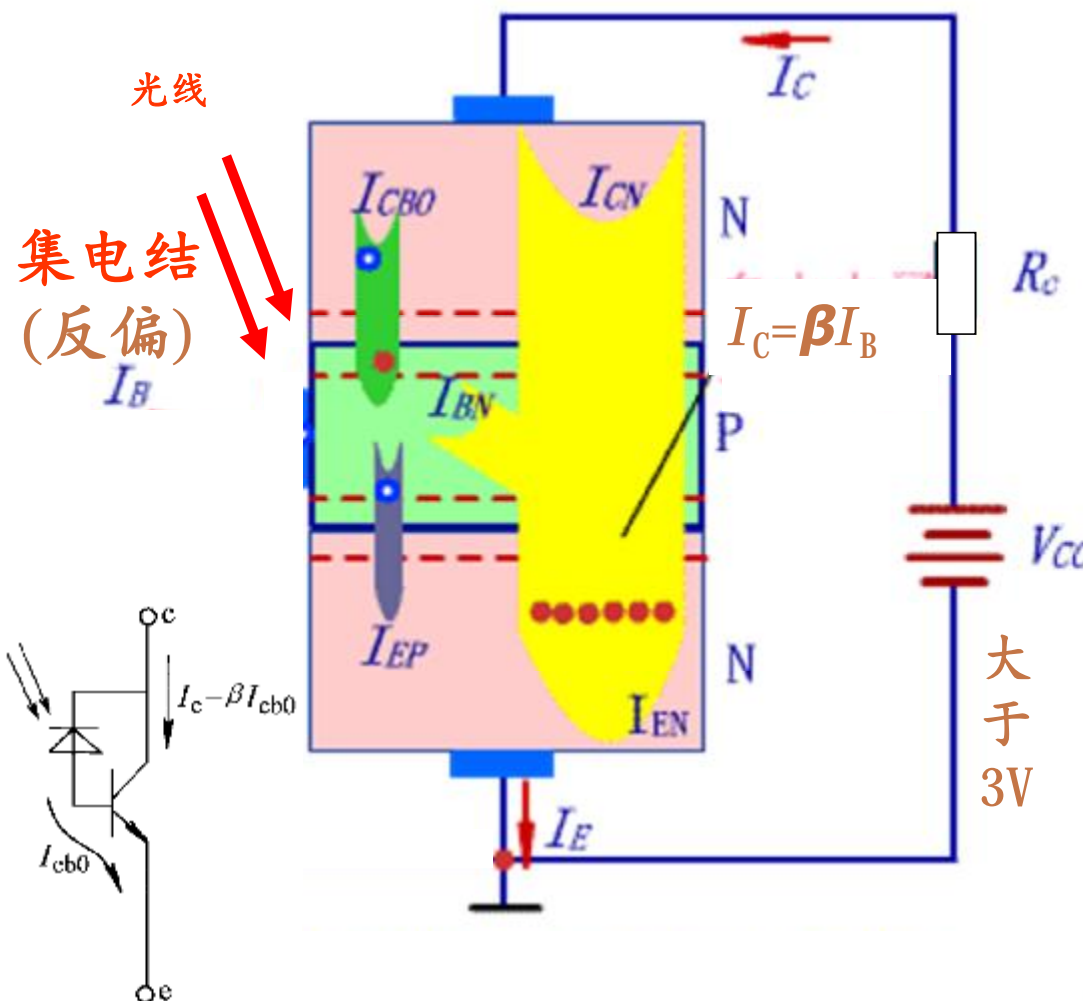 光线
I_C
集电结
(反偏)
I_B
I_CBO
I_CN
N
R_c
I_C=βI_B
I_BN
P
V_CC
I_EP
N
I_EN
大
于
3V
I_E
c
I_c-βI_cb0
I_cb0
e